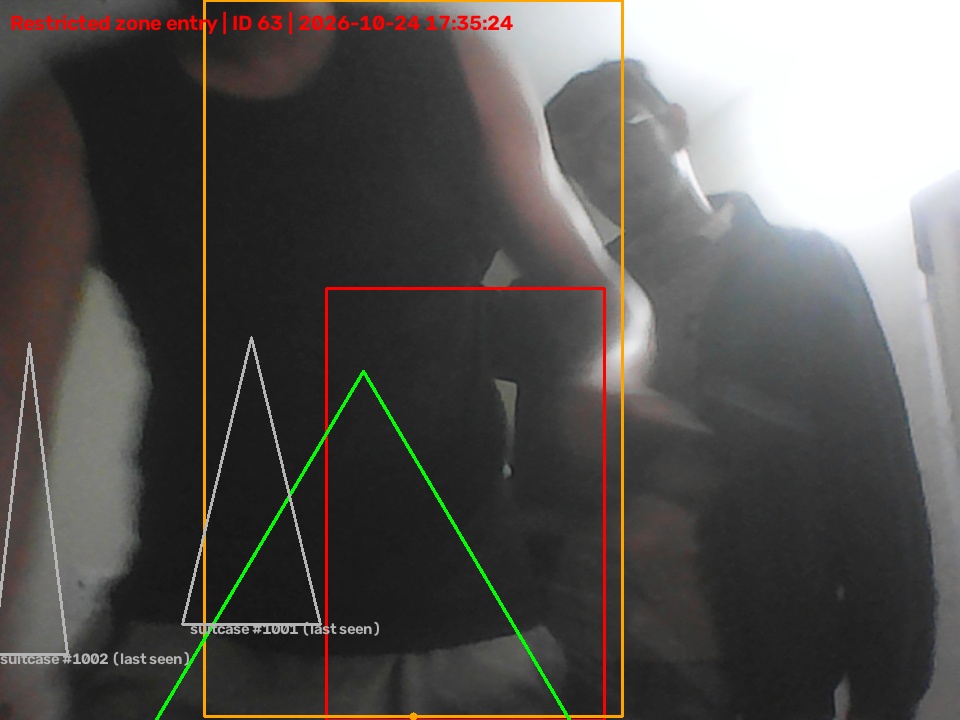 Restricted zone entry | ID 63 | 2026-10-24 17:35:24
suitcase #1001 (last seen)
suitcase #1002 (last seen)